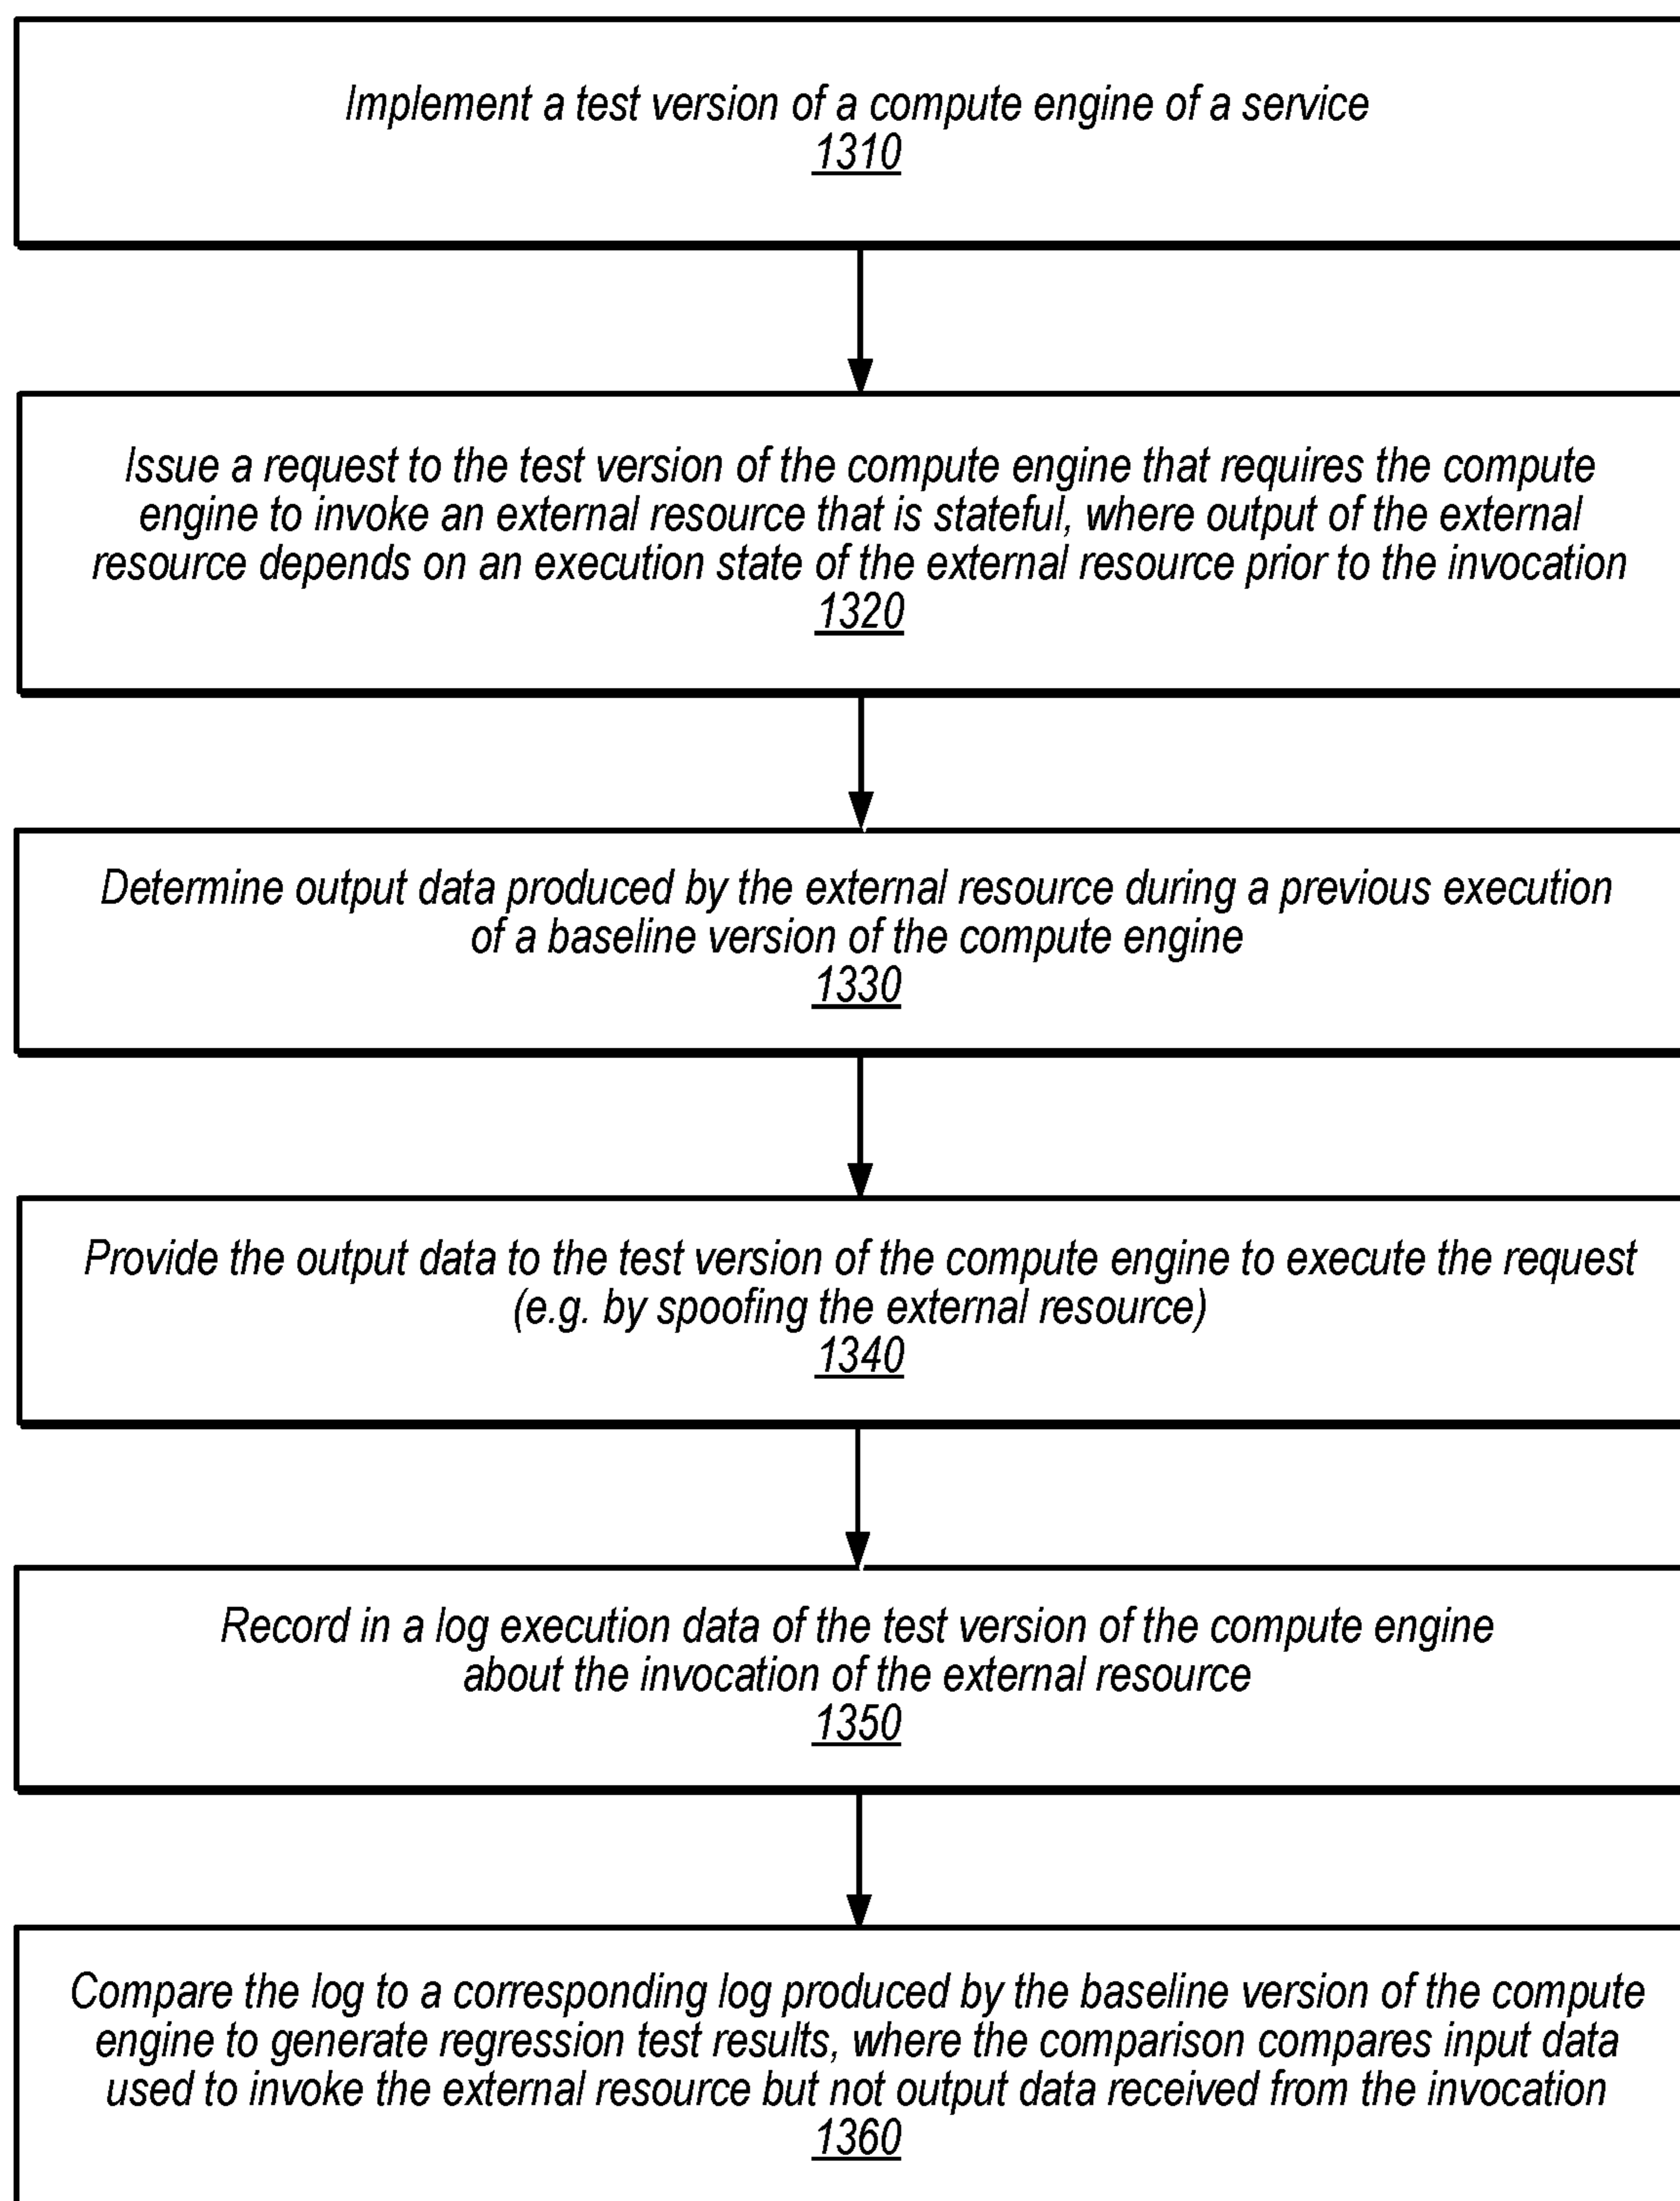 Implement a test version of a compute engine of a service
1310
Issue a request to the test version of the compute engine that requires the compute
engine to invoke an external resource that is stateful, where output of the external
resource depends on an execution state of the external resource prior to the invocation
1320
Determine output data produced by the external resource during a previous execution
of a baseline version of the compute engine
1330
Provide the output data to the test version of the compute engine to execute the request
(e.g. by spoofing the external resource)
1340
Record in a log execution data of the test version of the compute engine
about the invocation of the external resource
1350
Compare the log to a corresponding log produced by the baseline version of the compute
engine to generate regression test results, where the comparison compares input data
used to invoke the external resource but not output data received from the invocation
1360